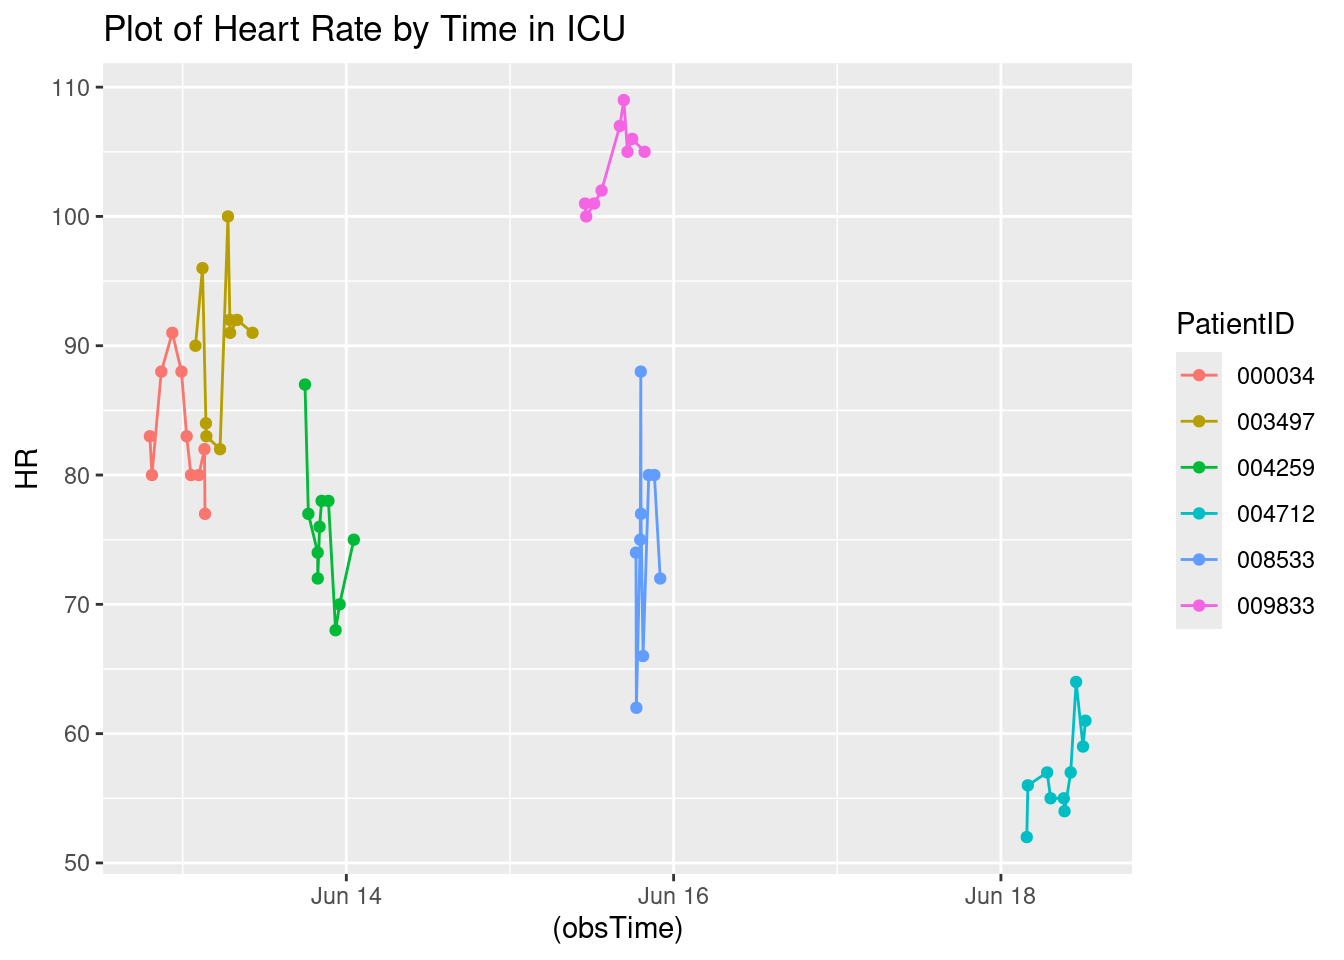 Plot of Heart Rate by Time in ICU
110
100
90
80
70
60
50
HR
Jun 14
Jun 16
Jun 18
(obsTime)
PatientID
000034
003497
004259
004712
008533
009833